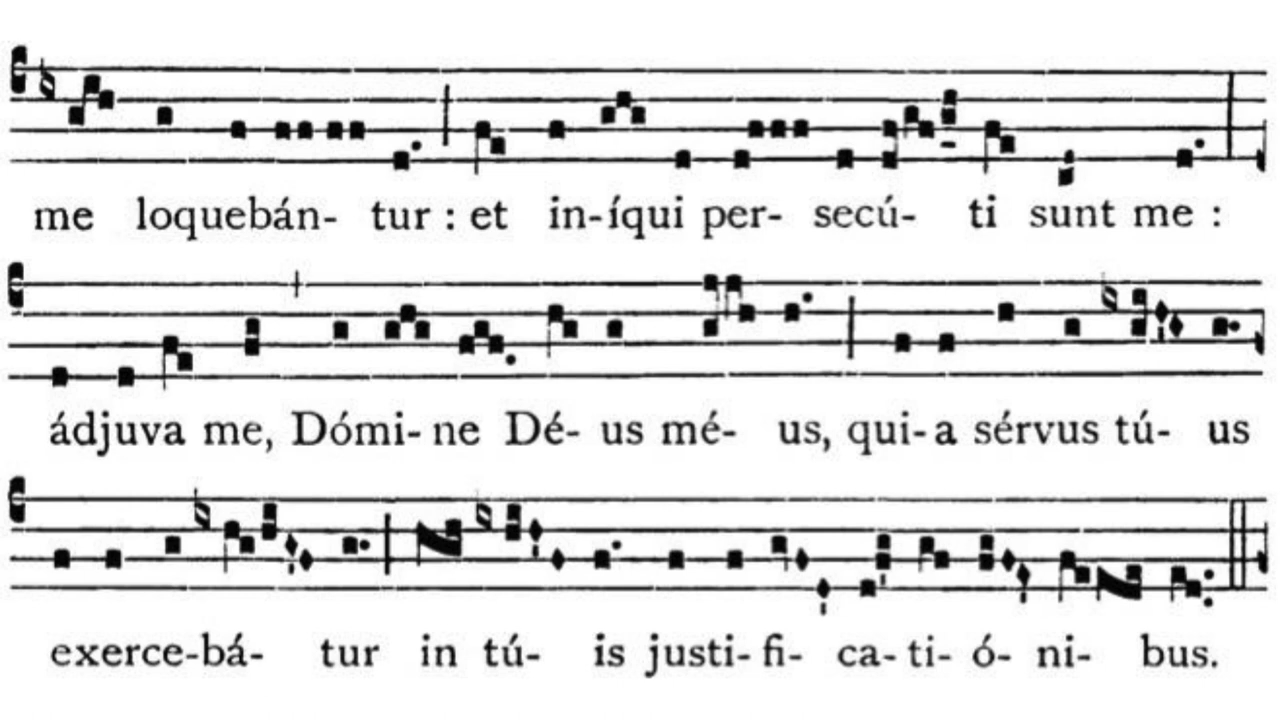 me loquebán- tur : et in-íqui per- secú- ti sunt me :
ádjuva me, Dómi- ne Dé- us mé- us, qui- a sérvus tú- us
exerce-bá- tur in tú- is justi- fi- ca- ti- ó- ni- bus.